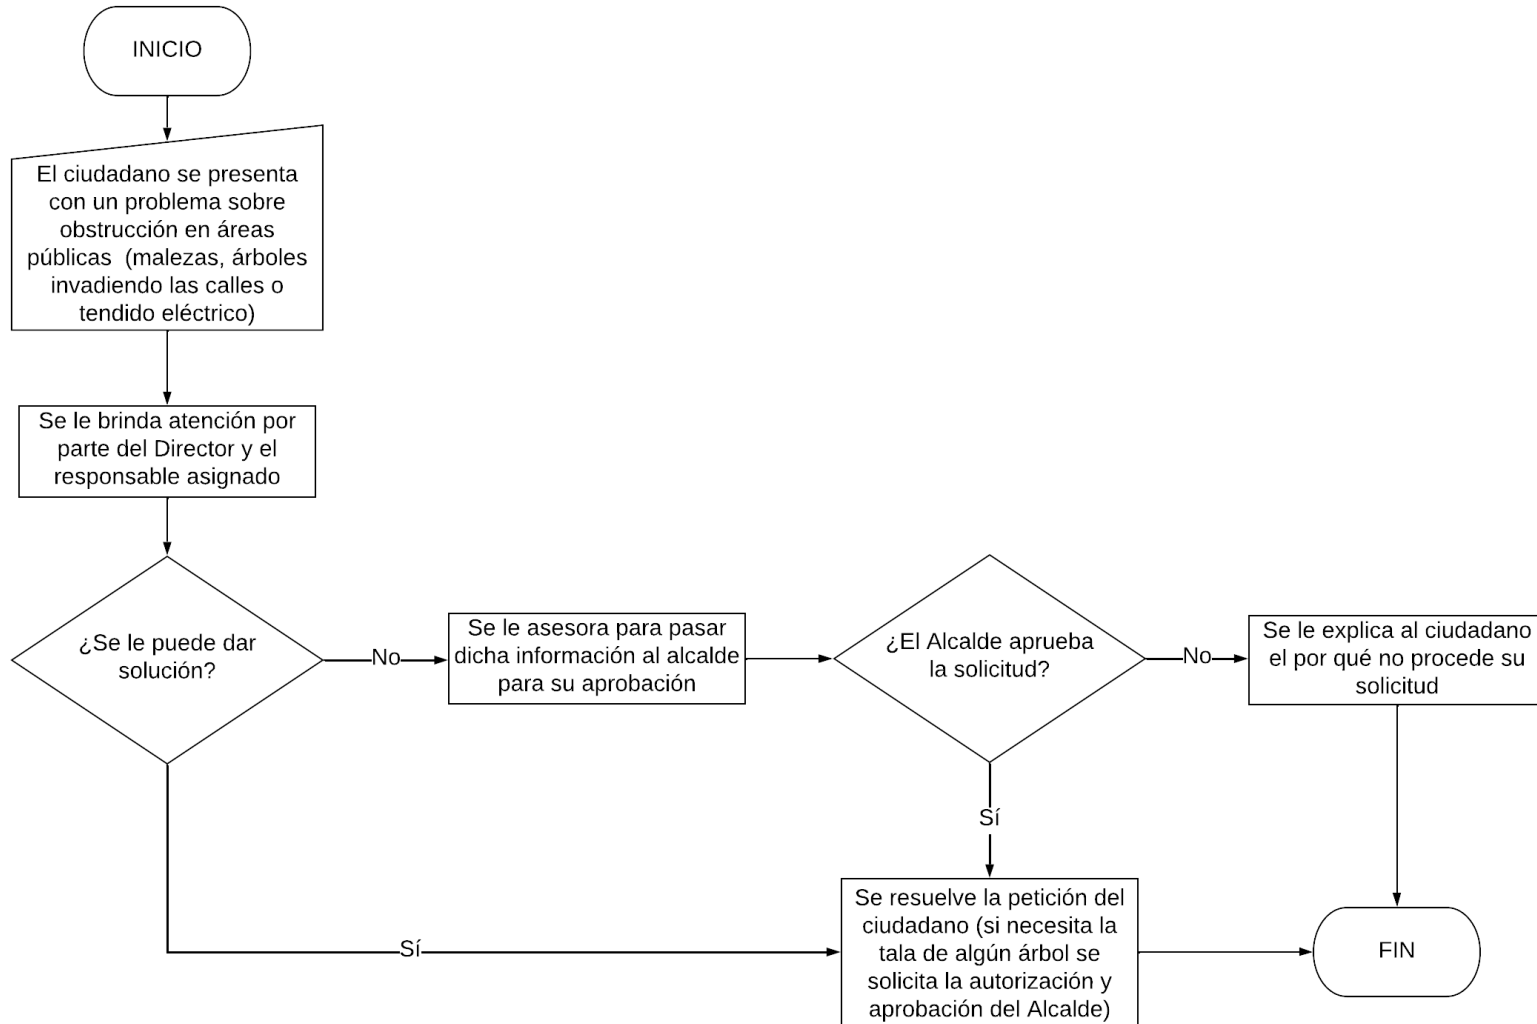 INICIO
El ciudadano se presenta
con un problema sobre
obstrucción en áreas
públicas  (malezas, árboles
invadiendo las calles o
tendido eléctrico)
Se le brinda atención por
parte del Director y el
responsable asignado
¿Se le puede dar
solución?
No
Se le asesora para pasar
dicha información al alcalde
para su aprobación
¿El Alcalde aprueba
la solicitud?
No
Se le explica al ciudadano
el por qué no procede su
solicitud
Sí
Sí
Se resuelve la petición del
ciudadano (si necesita la
tala de algún árbol se
solicita la autorización y
aprobación del Alcalde)
FIN